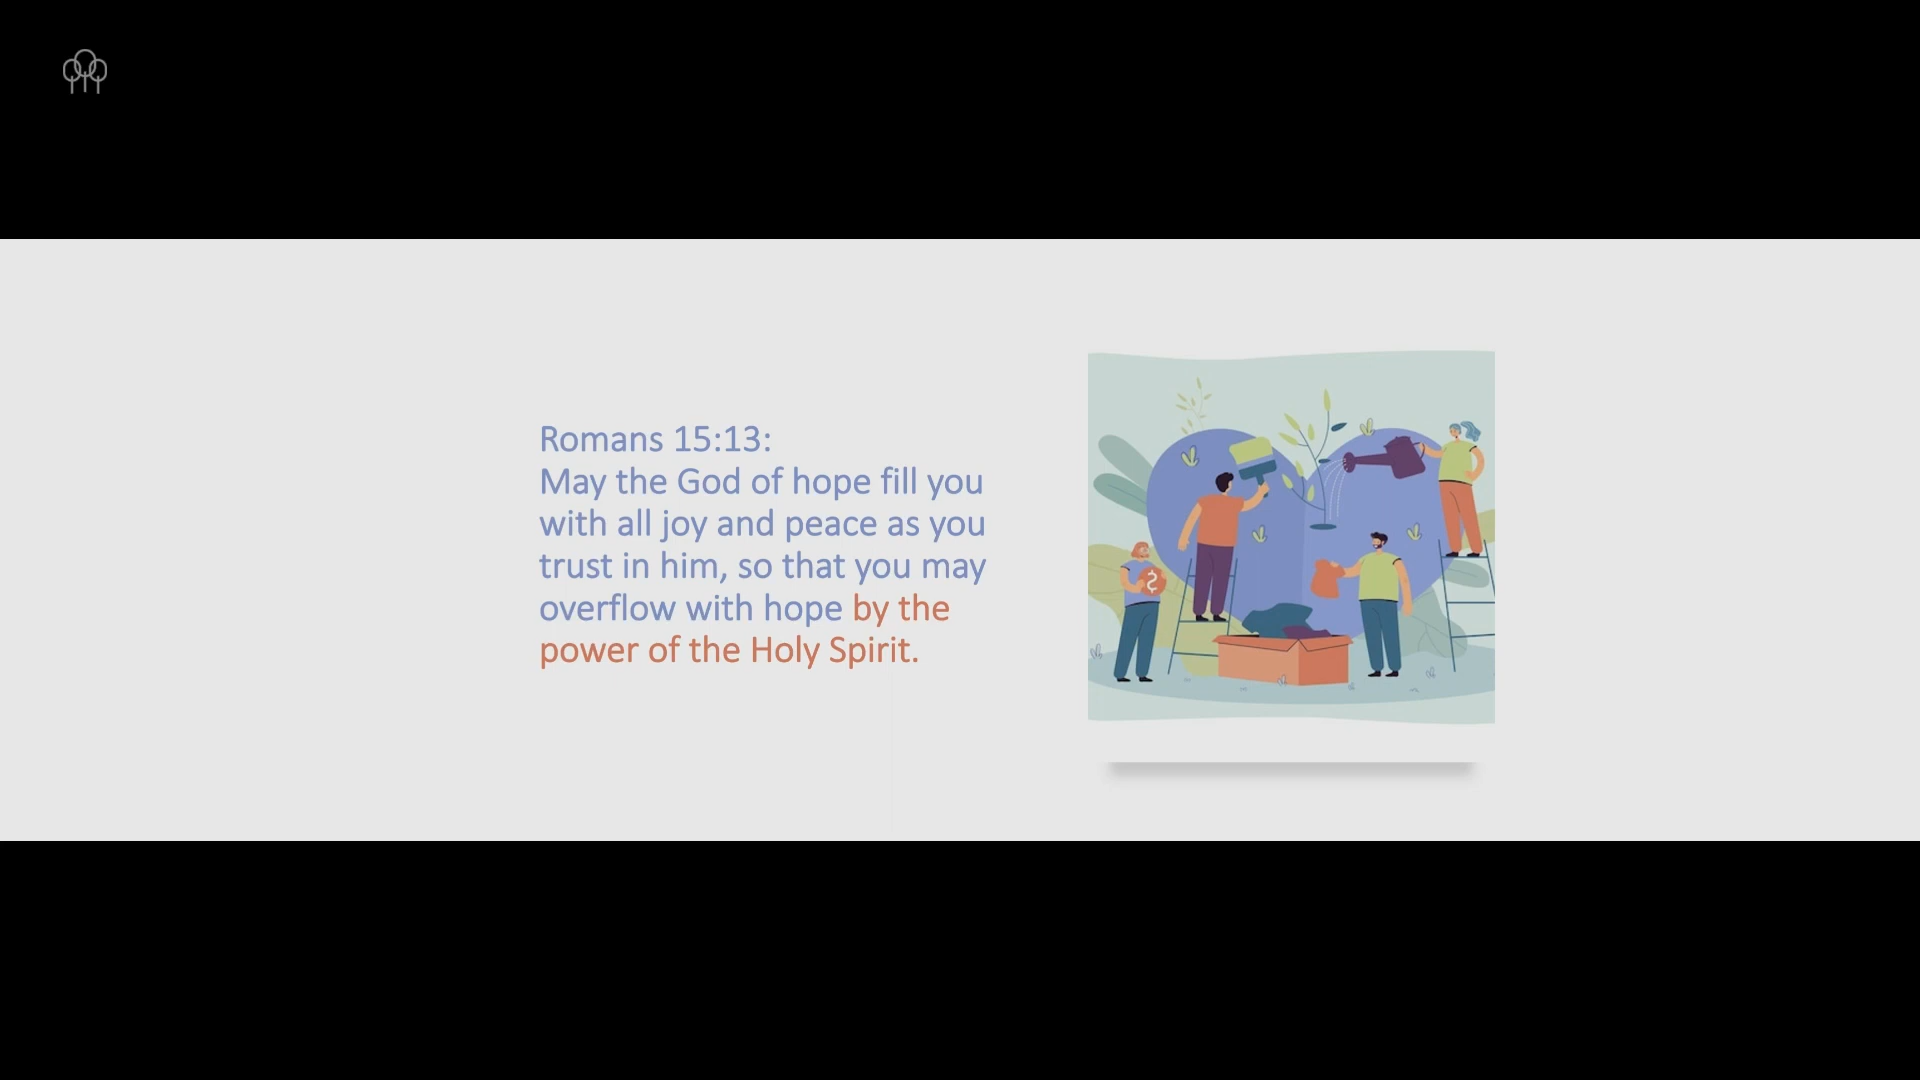 Romans 15:13:
May the God of hope fill you
with all joy and peace as you
trust in him, so that you may
overflow with hope by the
power of the Holy Spirit.